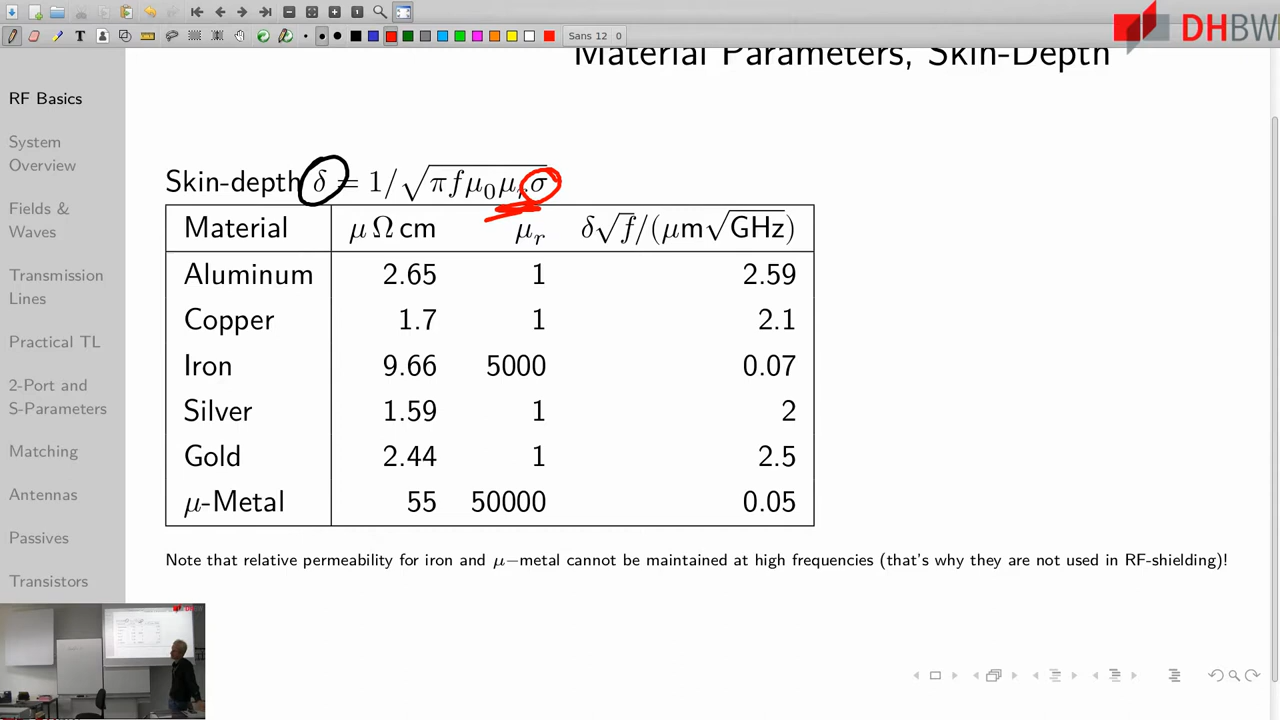 Sans 12 0
DHBW
Material Parameters, Skin-Depth
RF Basics
System
Overview
Fields &
Waves
Transmission
Lines
Practical TL
2-Port and
S-Parameters
Matching
Antennas
Passives
Transistors
Skin-depth δ = 1/√(πfμ₀μᵣσ)
Material μ Ω cm μᵣ δ√f/(μm√GHz)
Aluminum 2.65 1 2.59
Copper 1.7 1 2.1
Iron 9.66 5000 0.07
Silver 1.59 1 2
Gold 2.44 1 2.5
μ-Metal 55 50000 0.05
Note that relative permeability for iron and μ−metal cannot be maintained at high frequencies (that's why they are not used in RF-shielding)!